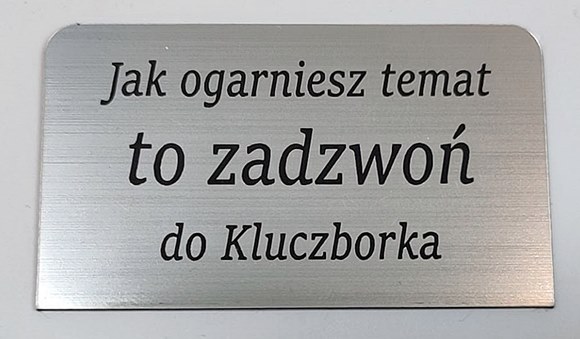 Jak ogarniesz temat
to zadzwoń
do Kluczborka